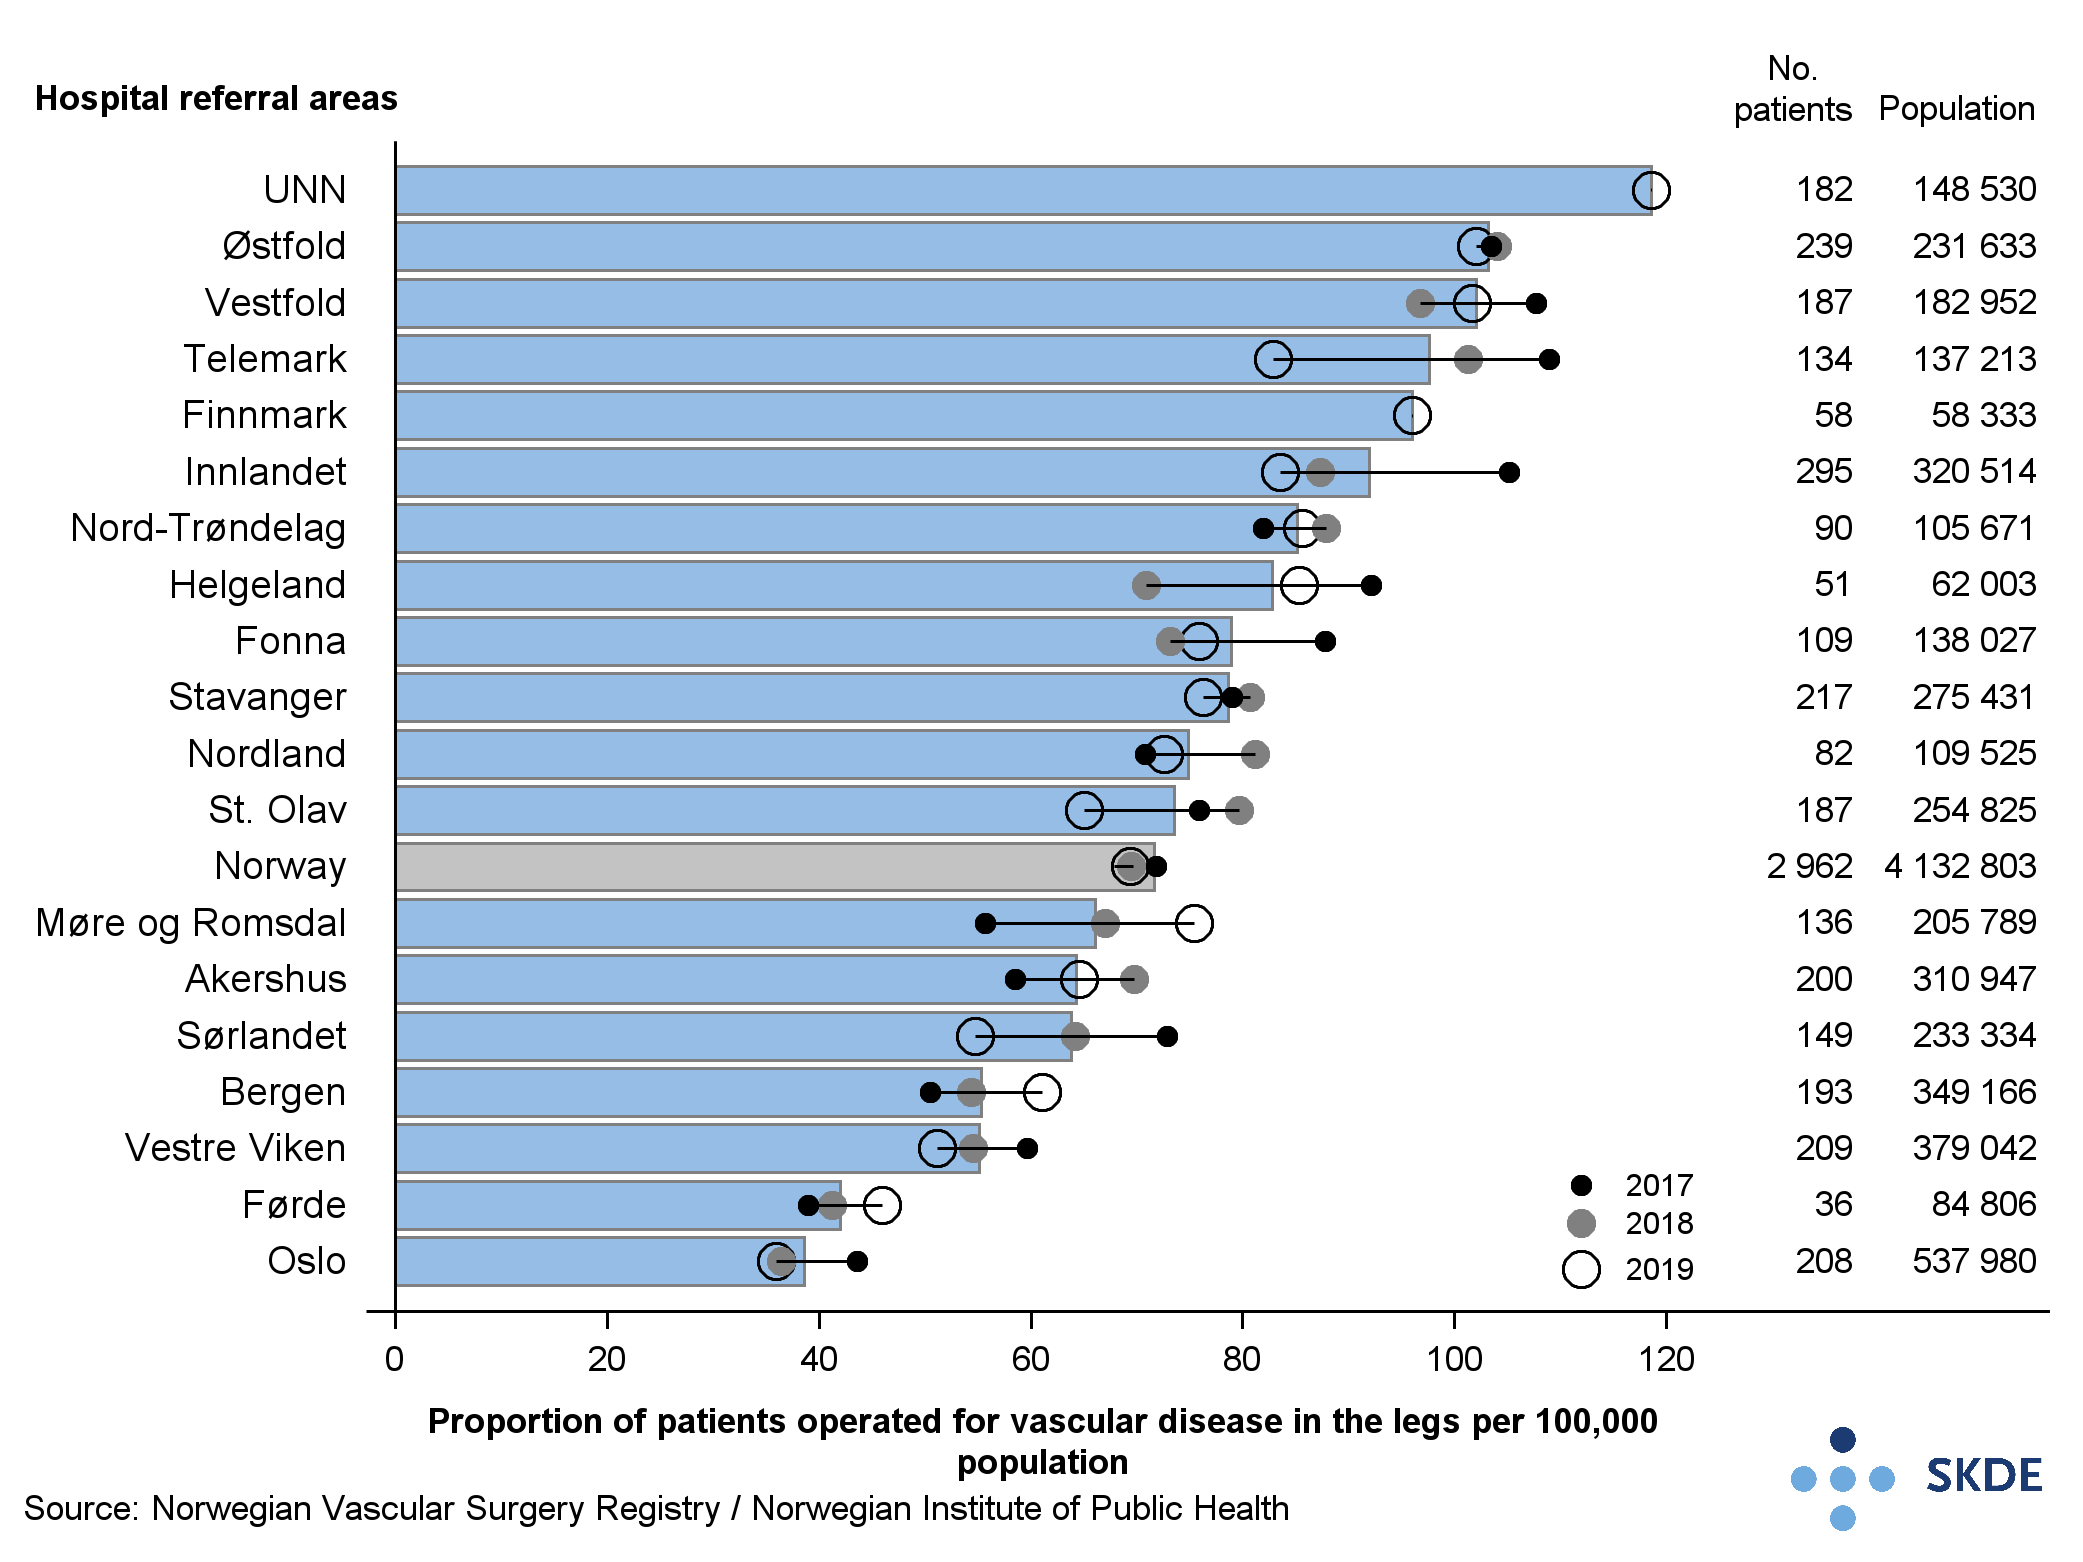 No.
Hospital referral areas patients Population
UNN 182 148 530
Østfold 239 231 633
Vestfold 187 182 952
Telemark 134 137 213
Finnmark 58 58 333
Innlandet 295 320 514
Nord-Trøndelag 90 105 671
Helgeland 51 62 003
Fonna 109 138 027
Stavanger 217 275 431
Nordland 82 109 525
St. Olav 187 254 825
Norway 2 962 4 132 803
Møre og Romsdal 136 205 789
Akershus 200 310 947
Sørlandet 149 233 334
Bergen 193 349 166
Vestre Viken 209 379 042
2017
Førde 36 84 806
2018
Oslo 208 537 980
2019
0 20 40 60 80 100 120
Proportion of patients operated for vascular disease in the legs per 100,000
population
SKDE
Source: Norwegian Vascular Surgery Registry / Norwegian Institute of Public Health